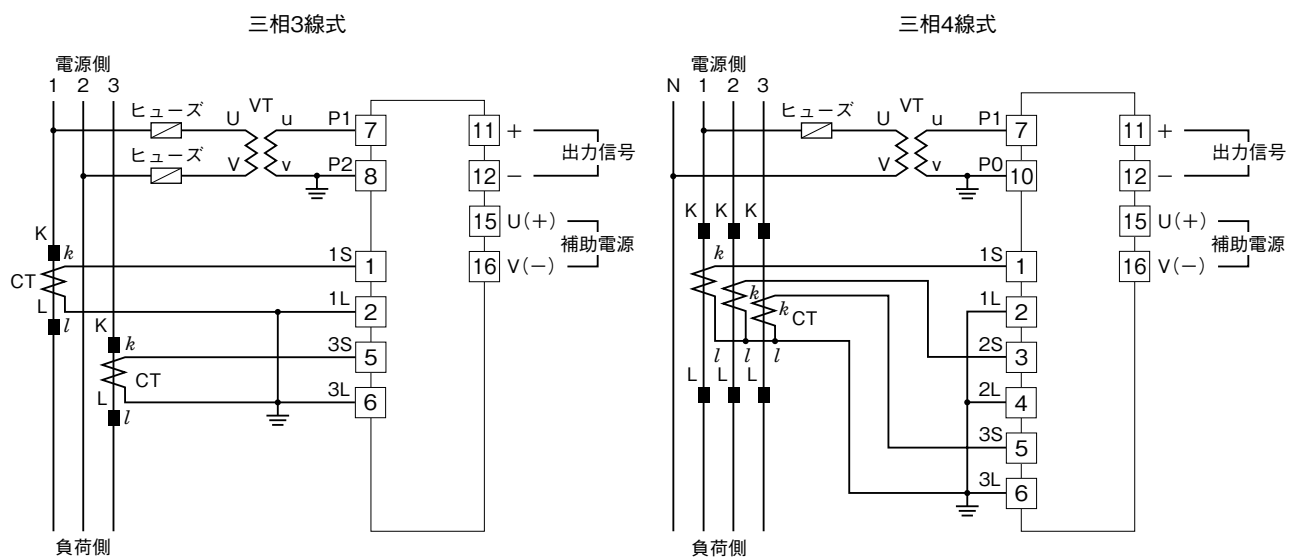 三相3線式
電源側
1 2 3
ヒューズ
U VT u P1 7
11 +
出力信号
ヒューズ
V v P2 8
12 −
15 U(+)
補助電源
16 V(−)
K
k
1S 1
CT
L
l
1L 2
K
k
3S 5
CT
L
l
3L 6
負荷側
三相4線式
電源側
N 1 2 3
ヒューズ
U VT u P1 7
11 +
出力信号
V v P0 10
12 −
15 U(+)
補助電源
16 V(−)
K K K
k
1S 1
k
k
CT
1L 2
l l l
2S 3
L L L
2L 4
3S 5
3L 6
負荷側